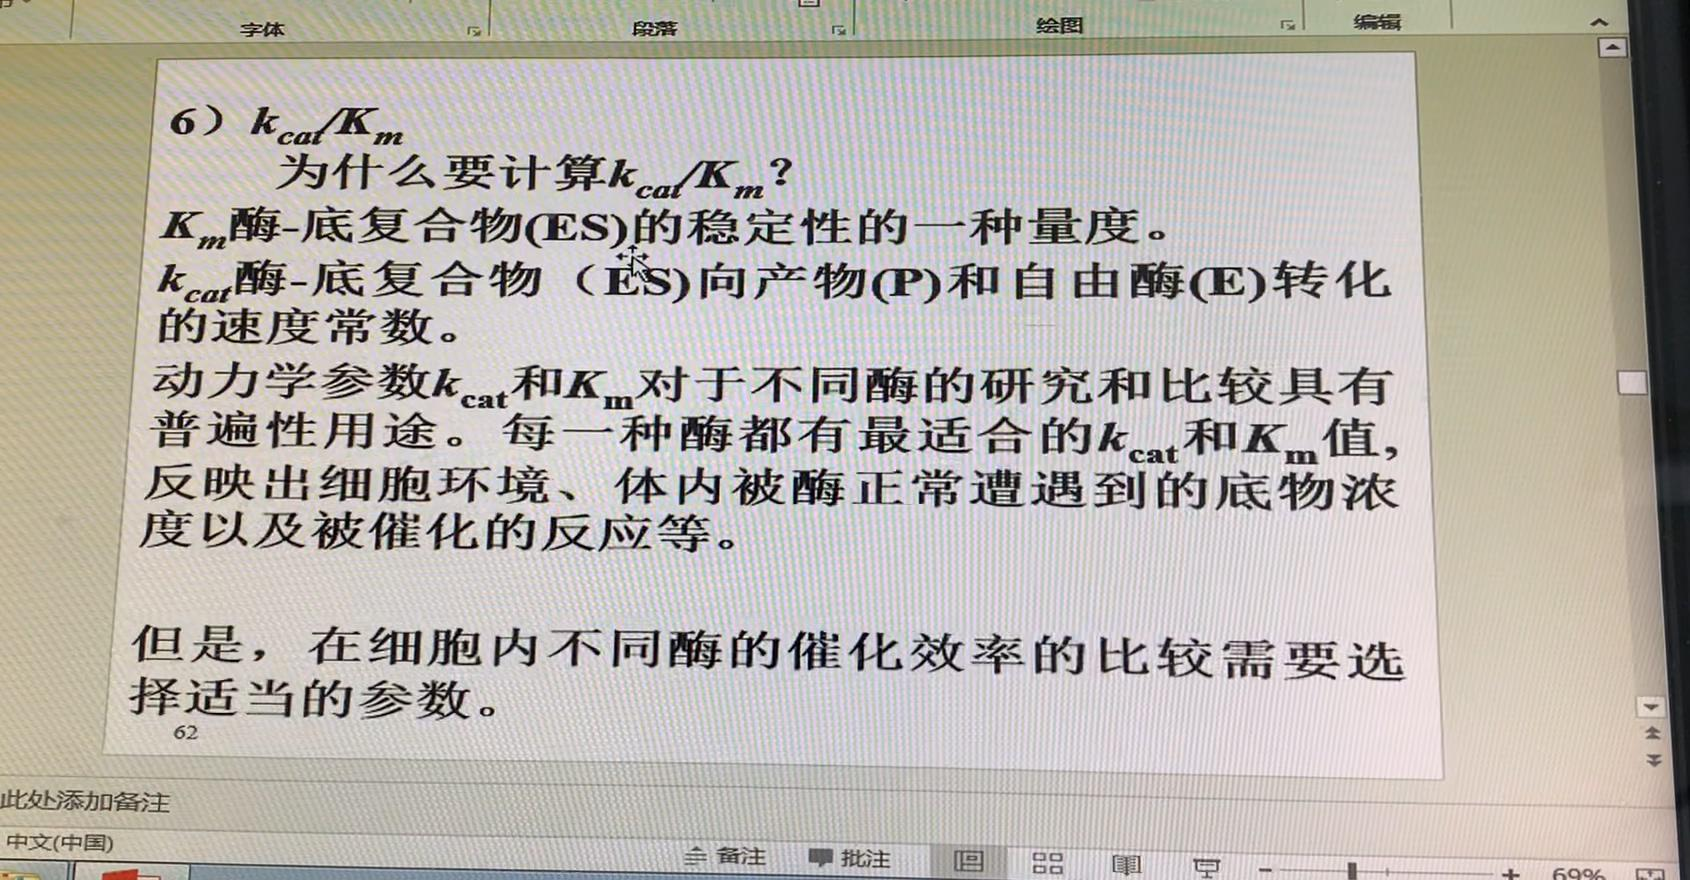 字体 段落 绘图 编辑
6）kcat/Km
为什么要计算kcat/Km？
Km酶-底复合物(ES)的稳定性的一种量度。
kcat酶-底复合物（ES)向产物(P)和自由酶(E)转化
的速度常数。
动力学参数kcat和Km对于不同酶的研究和比较具有
普遍性用途。每一种酶都有最适合的kcat和Km值，
反映出细胞环境、体内被酶正常遭遇到的底物浓
度以及被催化的反应等。
但是，在细胞内不同酶的催化效率的比较需要选
择适当的参数。
62
此处添加备注
中文(中国)
备注 批注 69%